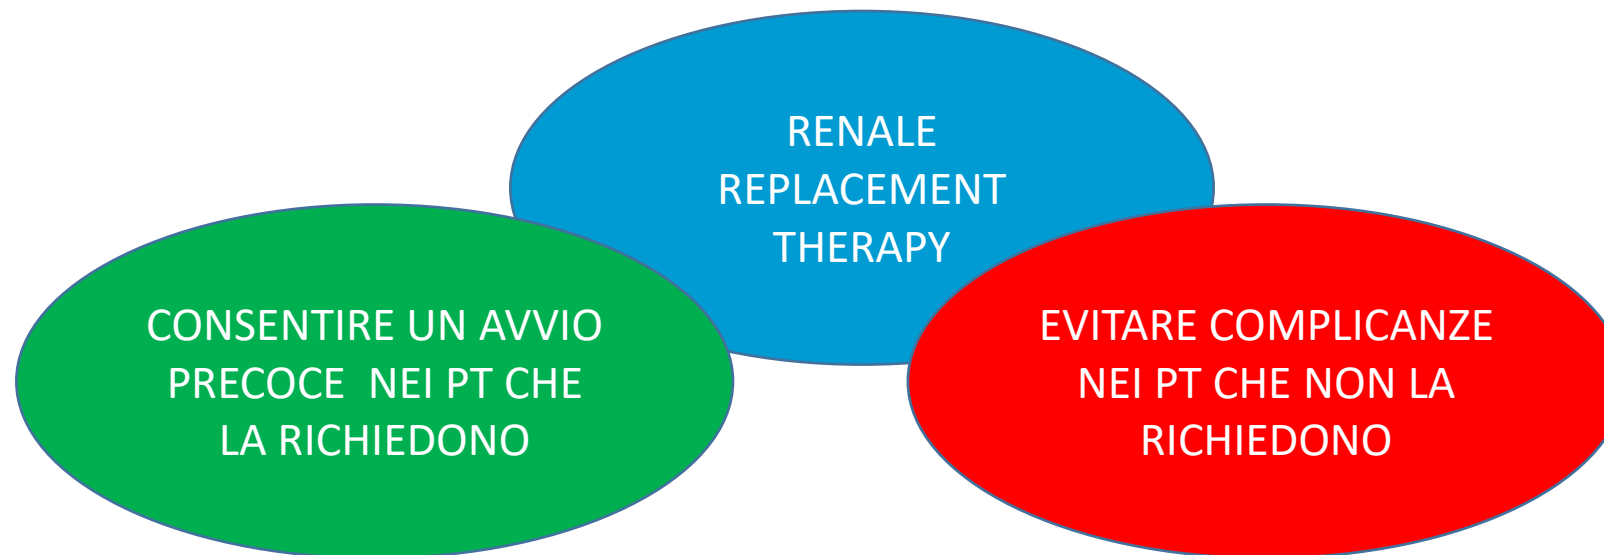 RENALE
REPLACEMENT
THERAPY
CONSENTIRE UN AVVIO
PRECOCE NEI PT CHE
LA RICHIEDONO
EVITARE COMPLICANZE
NEI PT CHE NON LA
RICHIEDONO